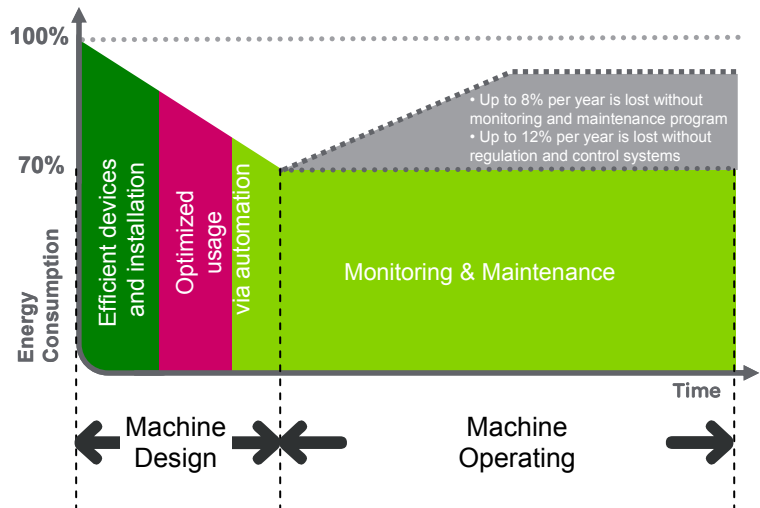 100%
• Up to 8% per year is lost without
monitoring and maintenance program
• Up to 12% per year is lost without
regulation and control systems
70%
Energy
Consumption
Efficient devices
and installation
Optimized
usage
via automation
Monitoring & Maintenance
Time
Machine
Design
Machine
Operating